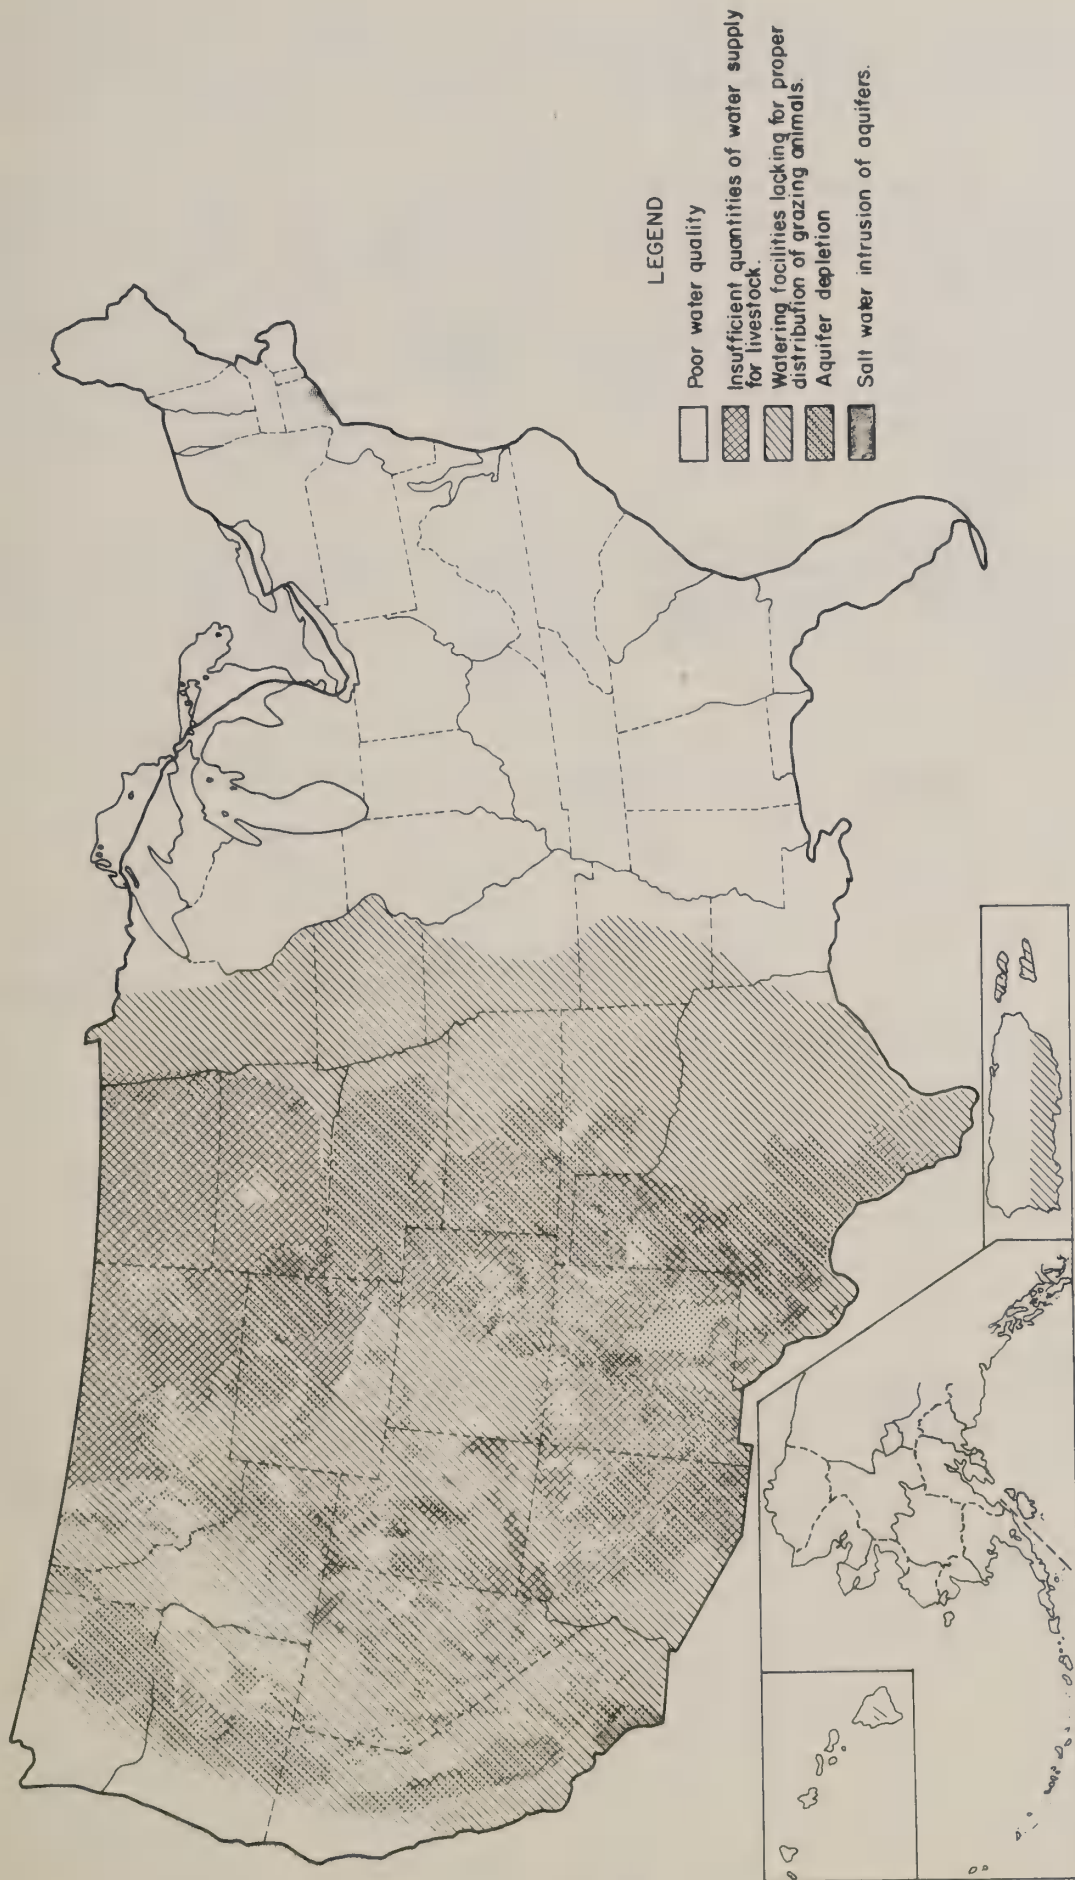 LEGEND
Poor water quality
Insufficient quantities of water supply
for livestock.
Watering facilities lacking for proper
distribution of grazing animals.
Aquifer depletion
Salt water intrusion of aquifers.